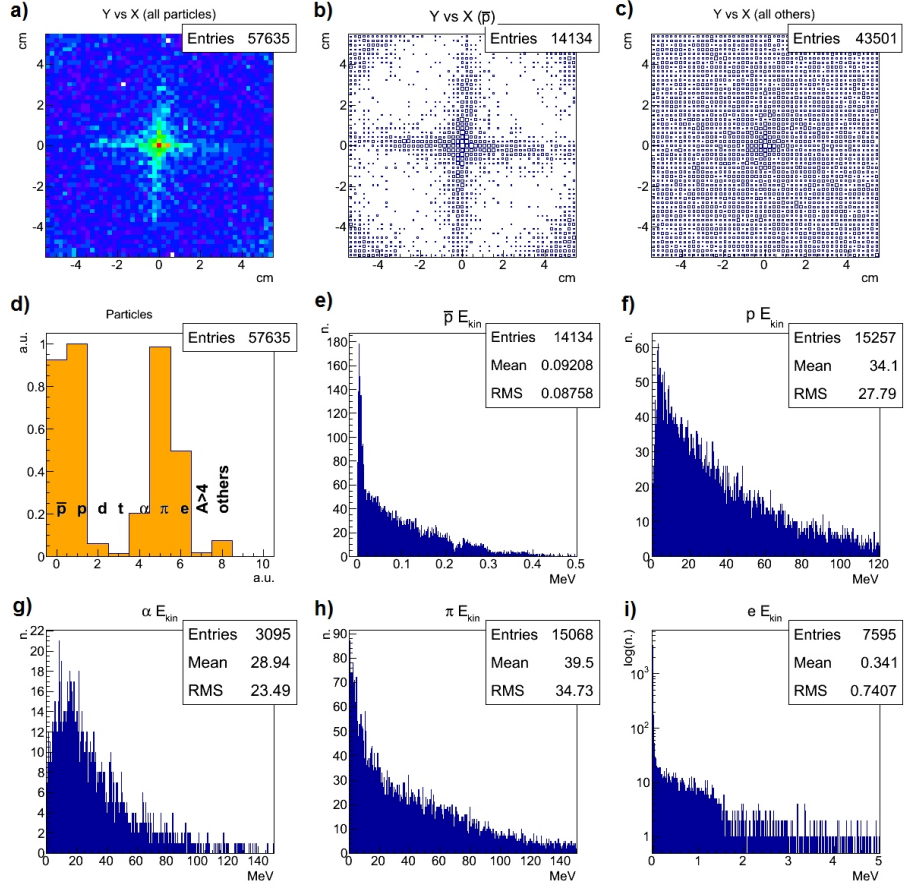 a)
Y vs X (all particles)
Entries 57635
cm
4
2
0
-2
-4
-4 -2 0 2 4
cm
b)
Y vs X (p̅)
Entries 14134
cm
4
2
0
-2
-4
-4 -2 0 2 4
cm
c)
Y vs X (all others)
Entries 43501
cm
4
2
0
-2
-4
-4 -2 0 2 4
cm
d)
Particles
Entries 57635
a.u.
1
0.8
0.6
0.4
0.2
0
p̅ p d t α π e A>4 others
0 2 4 6 8 10
a.u.
e)
p̅ Ekin
Entries 14134
Mean 0.09208
RMS 0.08758
n.
180
160
140
120
100
80
60
40
20
0
0 0.1 0.2 0.3 0.4 0.5
MeV
f)
p Ekin
Entries 15257
Mean 34.1
RMS 27.79
n.
60
50
40
30
20
10
0
0 20 40 60 80 100 120
MeV
g)
α Ekin
Entries 3095
Mean 28.94
RMS 23.49
n.
22
20
18
16
14
12
10
8
6
4
2
0
0 20 40 60 80 100 120 140
MeV
h)
π Ekin
Entries 15068
Mean 39.5
RMS 34.73
n.
90
80
70
60
50
40
30
20
10
0
0 20 40 60 80 100 120 140
MeV
i)
e Ekin
Entries 7595
Mean 0.341
RMS 0.7407
log(n.)
10³
10²
10
1
0 1 2 3 4 5
MeV